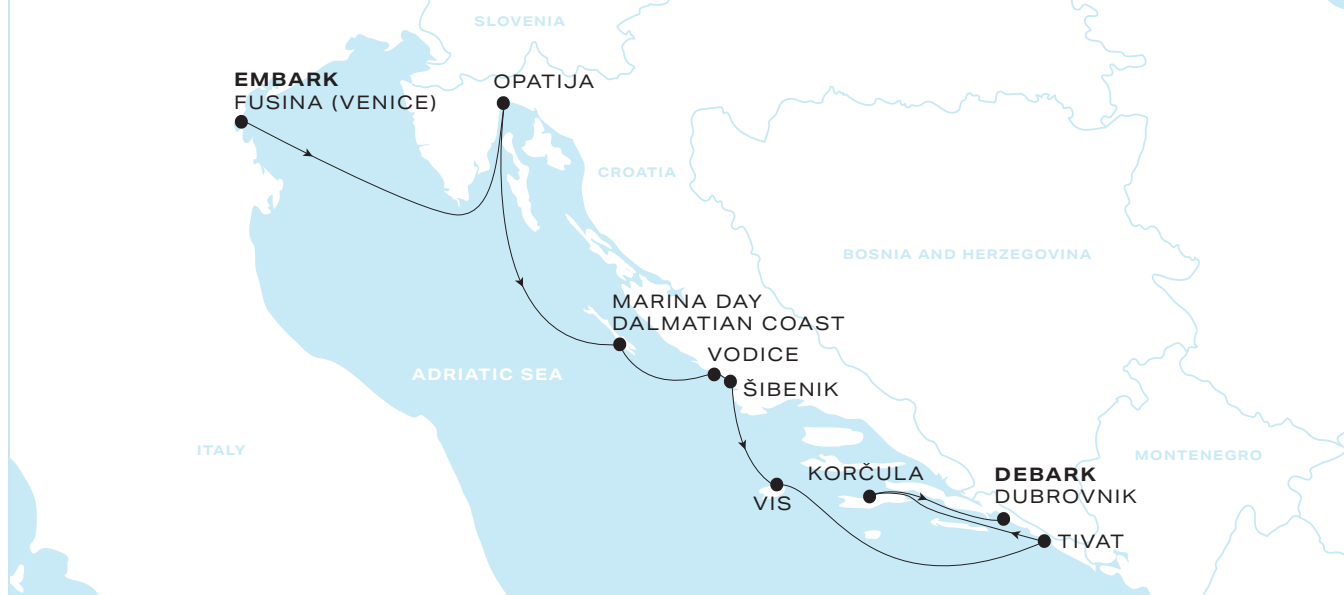 SLOVENIA
EMBARK
FUSINA (VENICE)
OPATIJA
CROATIA
BOSNIA AND HERZEGOVINA
MARINA DAY
DALMATIAN COAST
VODICE
ADRIATIC SEA
ŠIBENIK
ITALY
MONTENEGRO
KORČULA
DEBARK
DUBROVNIK
VIS
TIVAT